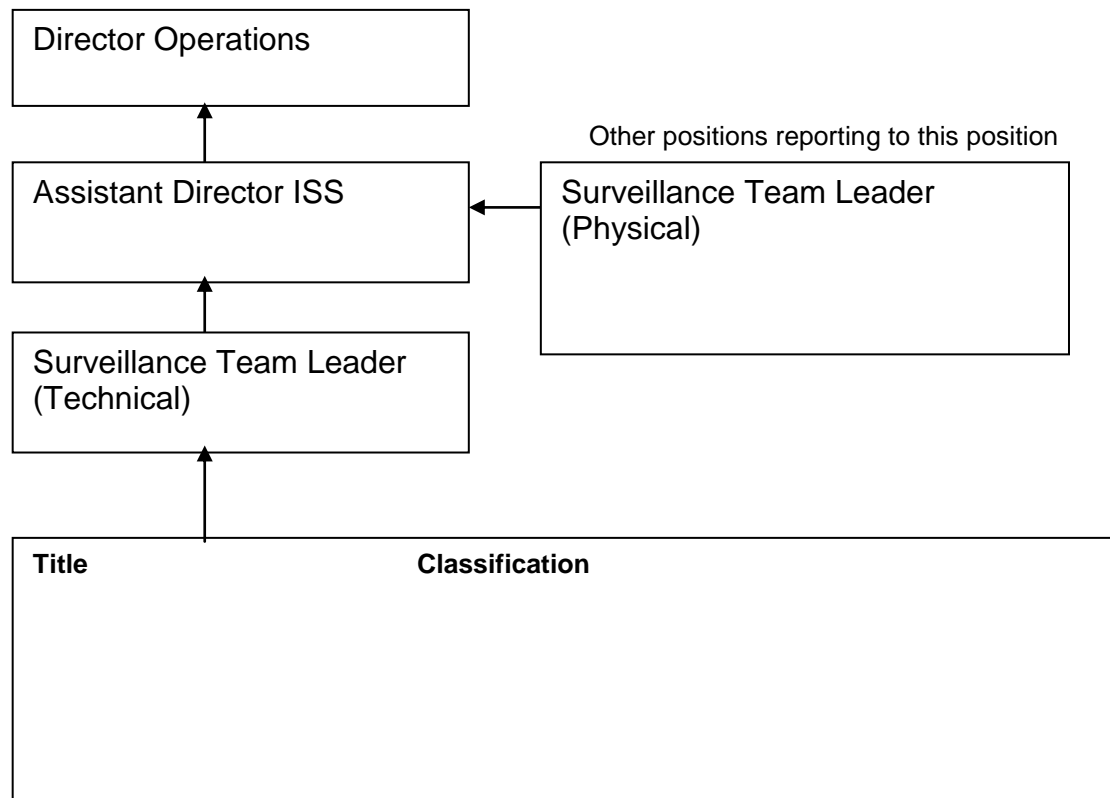 Director Operations
Other positions reporting to this position
Assistant Director ISS
Surveillance Team Leader
(Physical)
Surveillance Team Leader
(Technical)
Title Classification